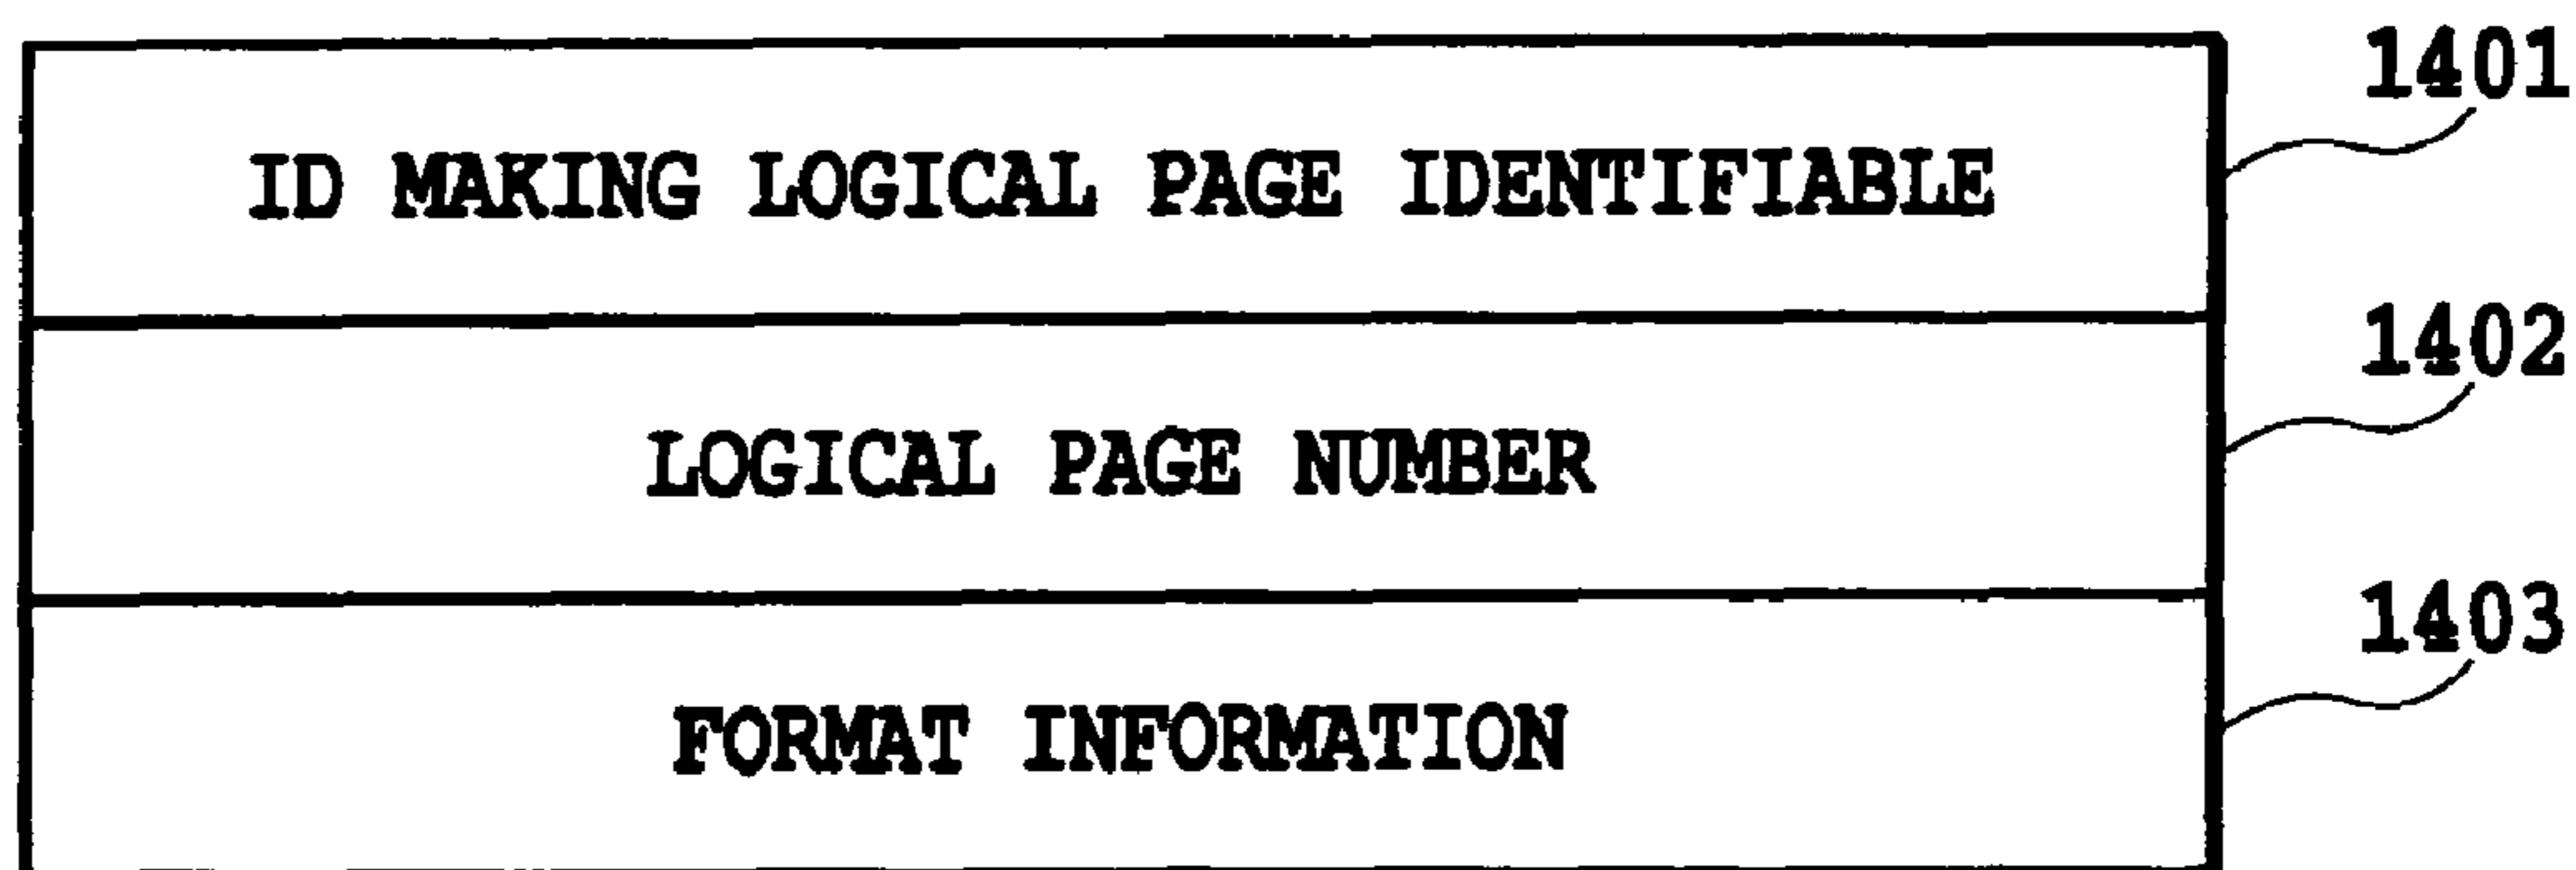 1401
ID MAKING LOGICAL PAGE IDENTIFIABLE
1402
LOGICAL PAGE NUMBER
1403
FORMAT INFORMATION